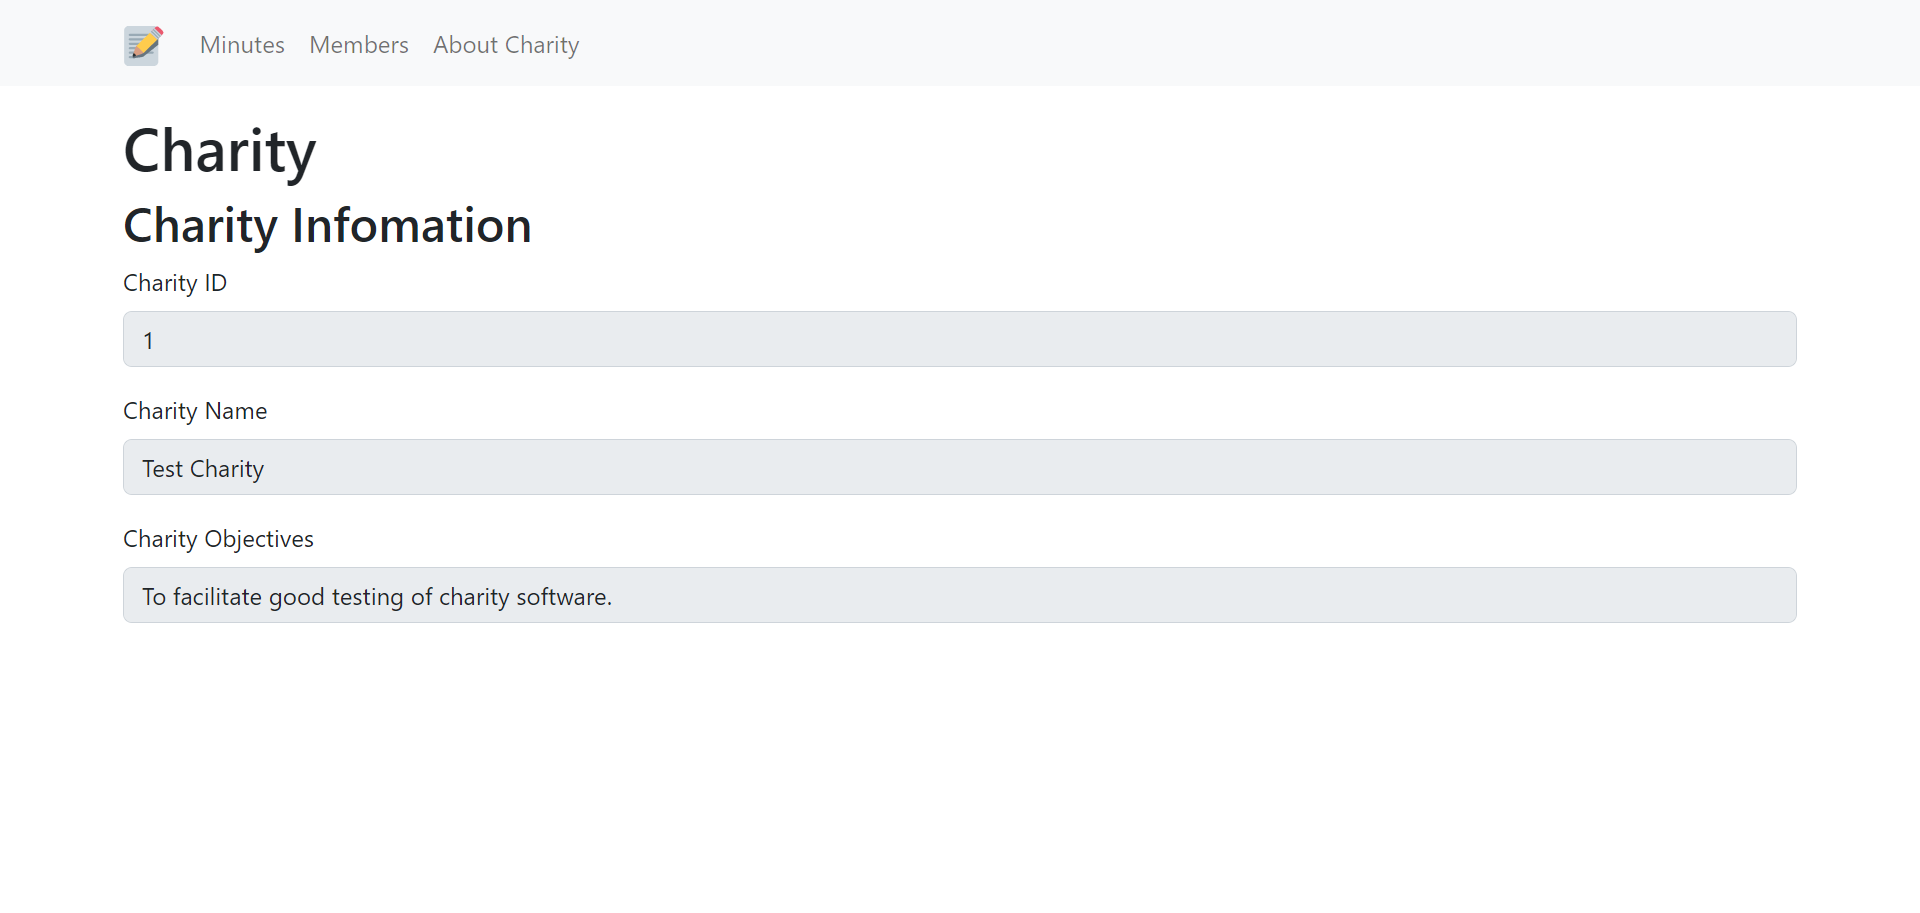 Minutes Members About Charity
Charity
Charity Infomation
Charity ID
1
Charity Name
Test Charity
Charity Objectives
To facilitate good testing of charity software.